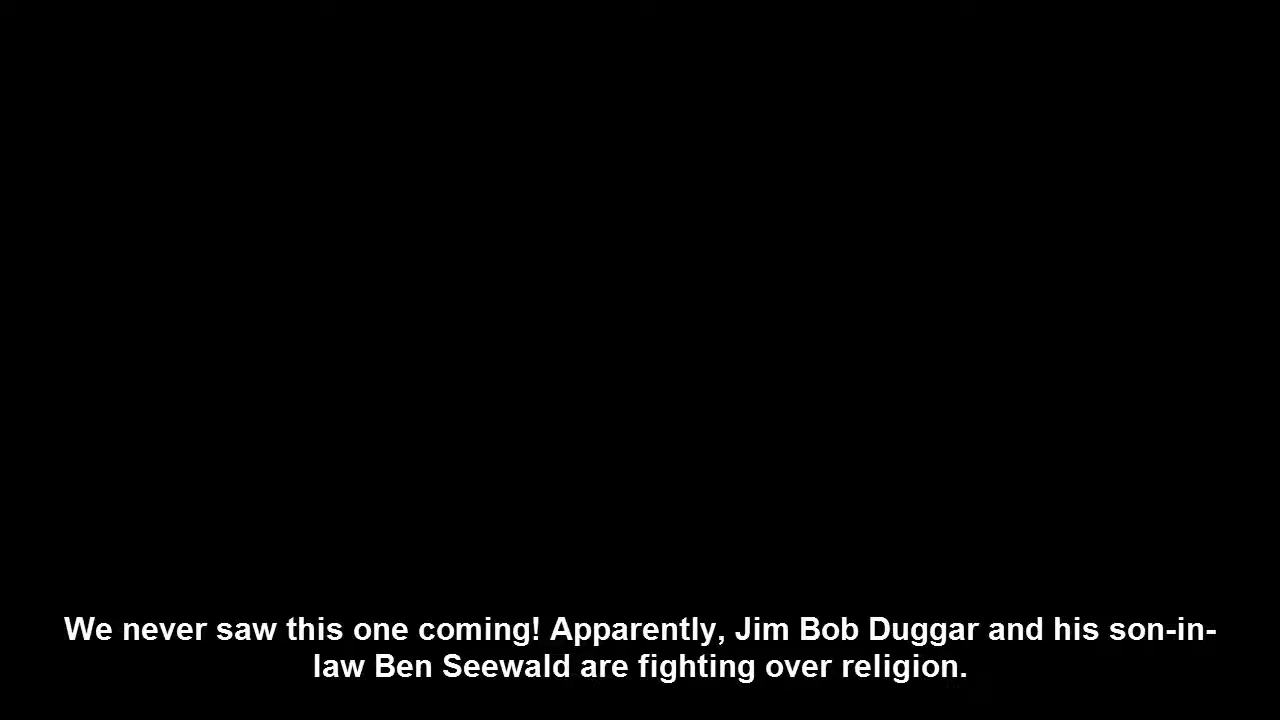 We never saw this one coming! Apparently, Jim Bob Duggar and his son-in-
law Ben Seewald are fighting over religion.